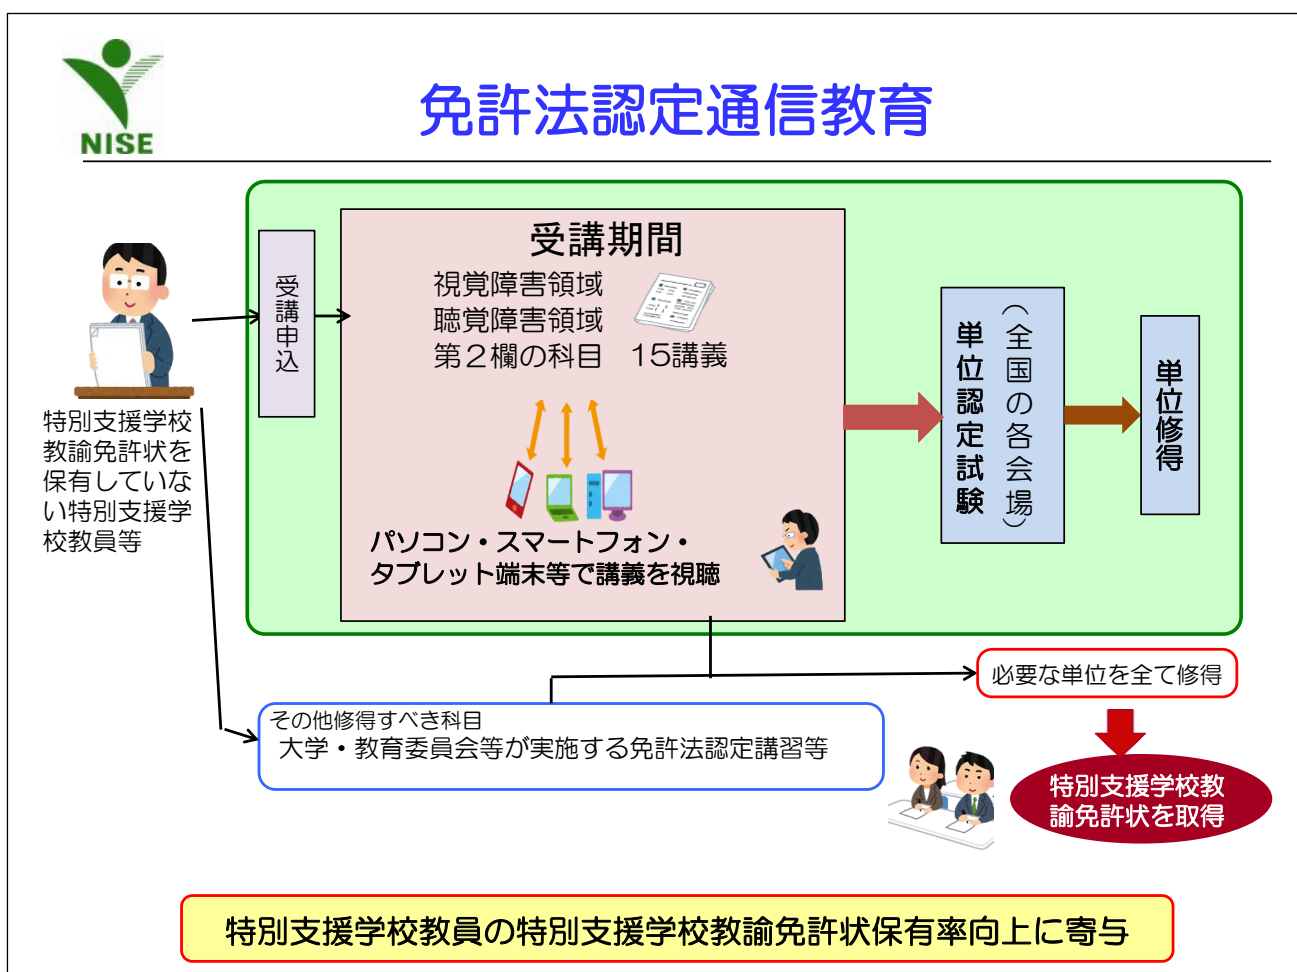 NISE
免許法認定通信教育
特別支援学校
教諭免許状を
保有していな
い特別支援学
校教員等
受講申込
受講期間
視覚障害領域
聴覚障害領域
第２欄の科目　15講義
パソコン・スマートフォン・
タブレット端末等で講義を視聴
単位認定試験
（全国の各会場）
単位修得
その他修得すべき科目
大学・教育委員会等が実施する免許法認定講習等
必要な単位を全て修得
特別支援学校教
諭免許状を取得
特別支援学校教員の特別支援学校教諭免許状保有率向上に寄与